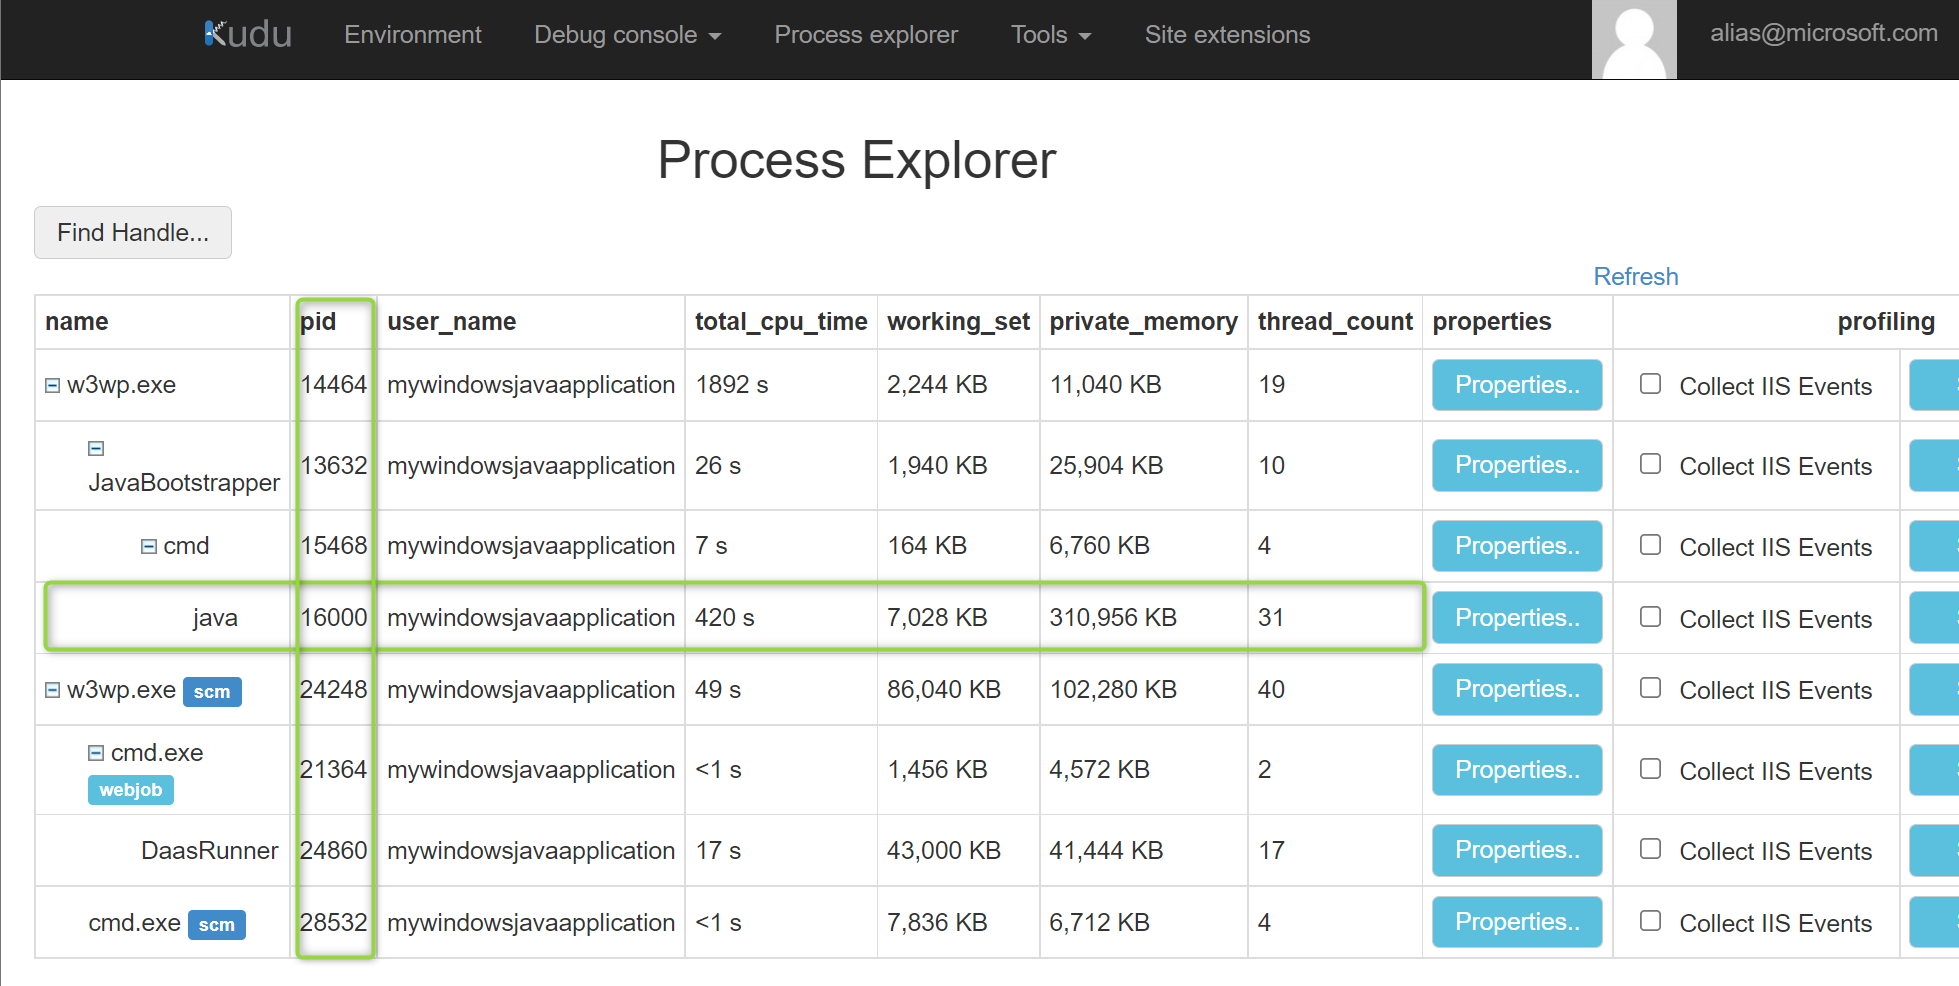 Kudu Environment Debug console Process explorer Tools Site extensions alias@microsoft.com
Process Explorer
Find Handle...
Refresh
name pid user_name total_cpu_time working_set private_memory thread_count properties profiling
w3wp.exe 14464 mywindowsjavaapplication 1892 s 2,244 KB 11,040 KB 19 Properties.. Collect IIS Events
JavaBootstrapper 13632 mywindowsjavaapplication 26 s 1,940 KB 25,904 KB 10 Properties.. Collect IIS Events
cmd 15468 mywindowsjavaapplication 7 s 164 KB 6,760 KB 4 Properties.. Collect IIS Events
java 16000 mywindowsjavaapplication 420 s 7,028 KB 310,956 KB 31 Properties.. Collect IIS Events
w3wp.exe scm 24248 mywindowsjavaapplication 49 s 86,040 KB 102,280 KB 40 Properties.. Collect IIS Events
cmd.exe webjob 21364 mywindowsjavaapplication <1 s 1,456 KB 4,572 KB 2 Properties.. Collect IIS Events
DaasRunner 24860 mywindowsjavaapplication 17 s 43,000 KB 41,444 KB 17 Properties.. Collect IIS Events
cmd.exe scm 28532 mywindowsjavaapplication <1 s 7,836 KB 6,712 KB 4 Properties.. Collect IIS Events